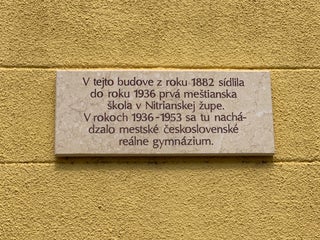 V tejto budove z roku 1882 sídlila
do roku 1936 prvá meštianska
škola v Nitrianskej župe.
V rokoch 1936-1953 sa tu nachá-
dzalo mestské československé
reálne gymnázium.